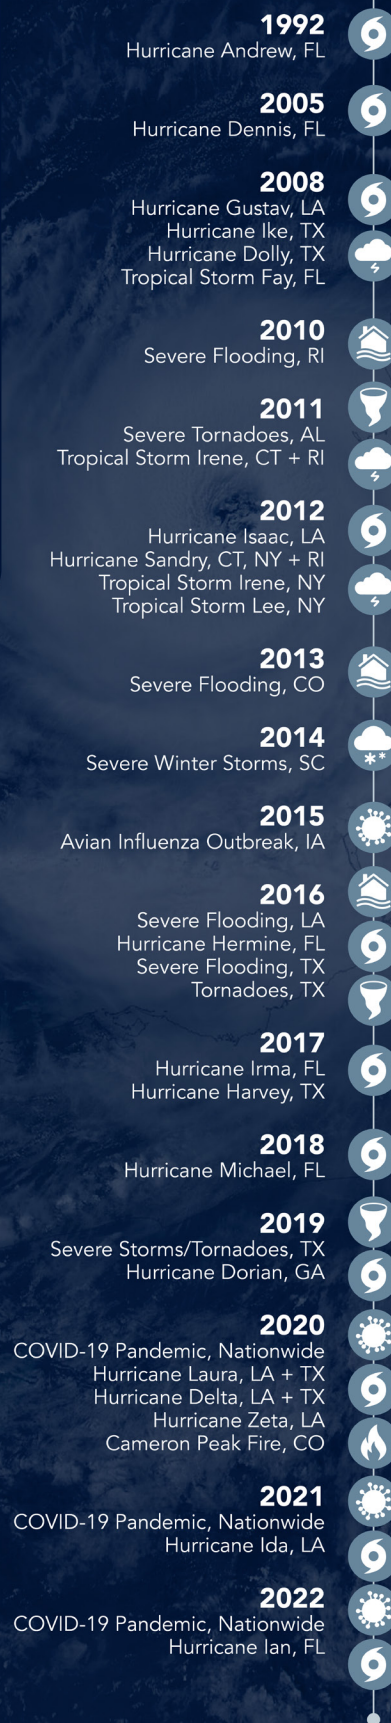 1992
Hurricane Andrew, FL
2005
Hurricane Dennis, FL
2008
Hurricane Gustav, LA
Hurricane Ike, TX
Hurricane Dolly, TX
Tropical Storm Fay, FL
2010
Severe Flooding, RI
2011
Severe Tornadoes, AL
Tropical Storm Irene, CT + RI
2012
Hurricane Isaac, LA
Hurricane Sandry, CT, NY + RI
Tropical Storm Irene, NY
Tropical Storm Lee, NY
2013
Severe Flooding, CO
2014
Severe Winter Storms, SC
2015
Avian Influenza Outbreak, IA
2016
Severe Flooding, LA
Hurricane Hermine, FL
Severe Flooding, TX
Tornadoes, TX
2017
Hurricane Irma, FL
Hurricane Harvey, TX
2018
Hurricane Michael, FL
2019
Severe Storms/Tornadoes, TX
Hurricane Dorian, GA
2020
COVID-19 Pandemic, Nationwide
Hurricane Laura, LA + TX
Hurricane Delta, LA + TX
Hurricane Zeta, LA
Cameron Peak Fire, CO
2021
COVID-19 Pandemic, Nationwide
Hurricane Ida, LA
2022
COVID-19 Pandemic, Nationwide
Hurricane Ian, FL